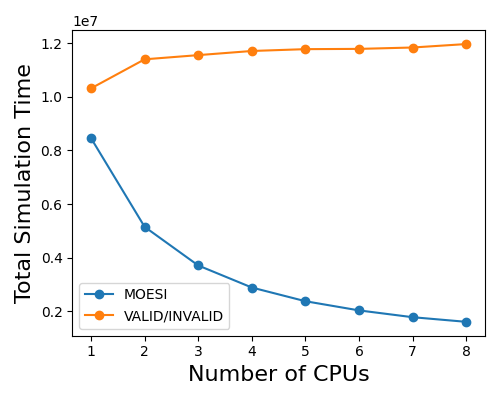 1e7
1.2
1.0
0.8
0.6
0.4
0.2
Total Simulation Time
MOESI
VALID/INVALID
1 2 3 4 5 6 7 8
Number of CPUs